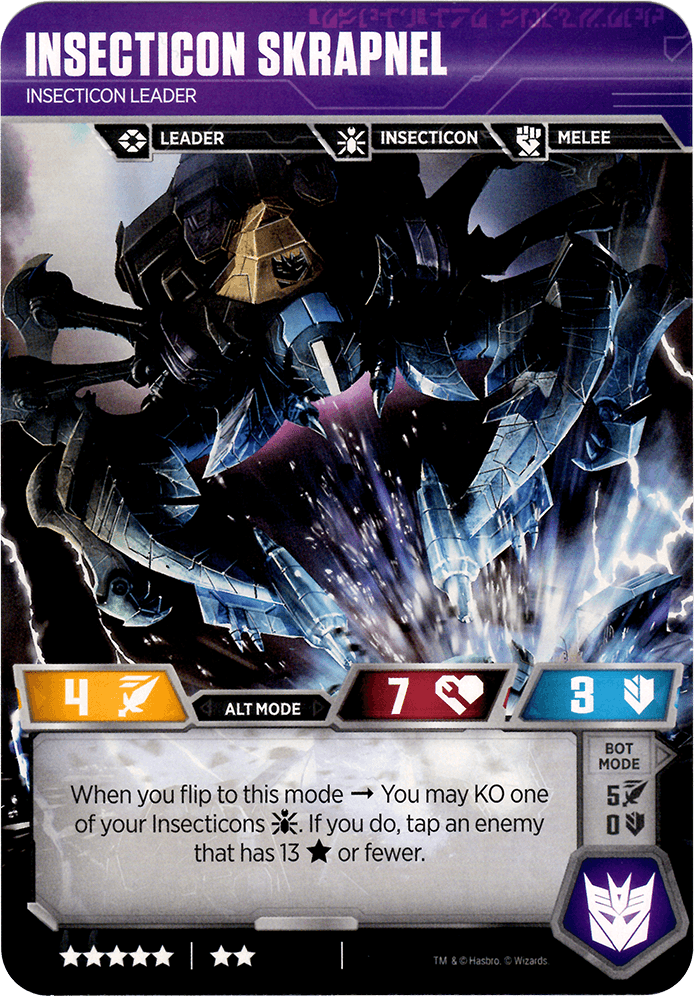 INSECTICON SKRAPNEL
INSECTICON LEADER
LEADER
INSECTICON
MELEE
4
ALT MODE
7
3
When you flip to this mode → You may KO one
of your Insecticons. If you do, tap an enemy
that has 13 ★ or fewer.
BOT
MODE
5
0
★★★★★ | ★★ |
TM & © Hasbro. © Wizards.